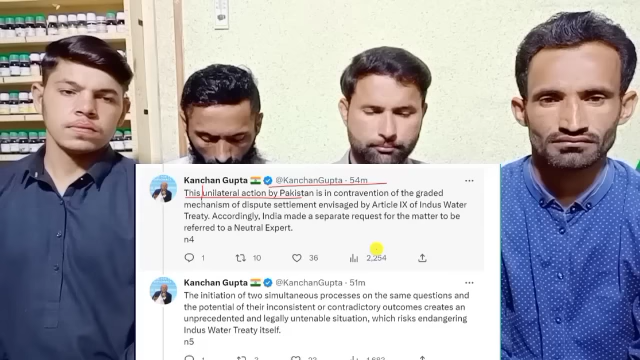 Kanchan Gupta @KanchanGupta · 54m
This unilateral action by Pakistan is in contravention of the graded
mechanism of dispute settlement envisaged by Article IX of Indus Water
Treaty. Accordingly, India made a separate request for the matter to be
referred to a Neutral Expert.
n4
1 10 36 2,254
Kanchan Gupta @KanchanGupta · 51m
The initiation of two simultaneous processes on the same questions and
the potential of their inconsistent or contradictory outcomes creates an
unprecedented and legally untenable situation, which risks endangering
Indus Water Treaty itself.
n5